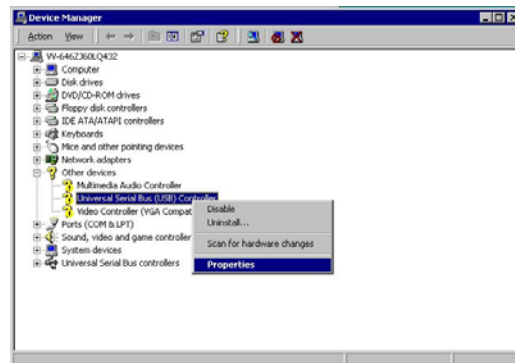 Device Manager
Action View
W-6462J60LQ432
Computer
Disk drives
DVD/CD-ROM drives
Floppy disk controllers
IDE ATA/ATAPI controllers
Keyboards
Mice and other pointing devices
Network adapters
Other devices
Multimedia Audio Controller
Universal Serial Bus (USB) Controller
Video Controller (VGA Compat
Ports (COM & LPT)
Sound, video and game controller
System devices
Universal Serial Bus controllers
Disable
Uninstall...
Scan for hardware changes
Properties